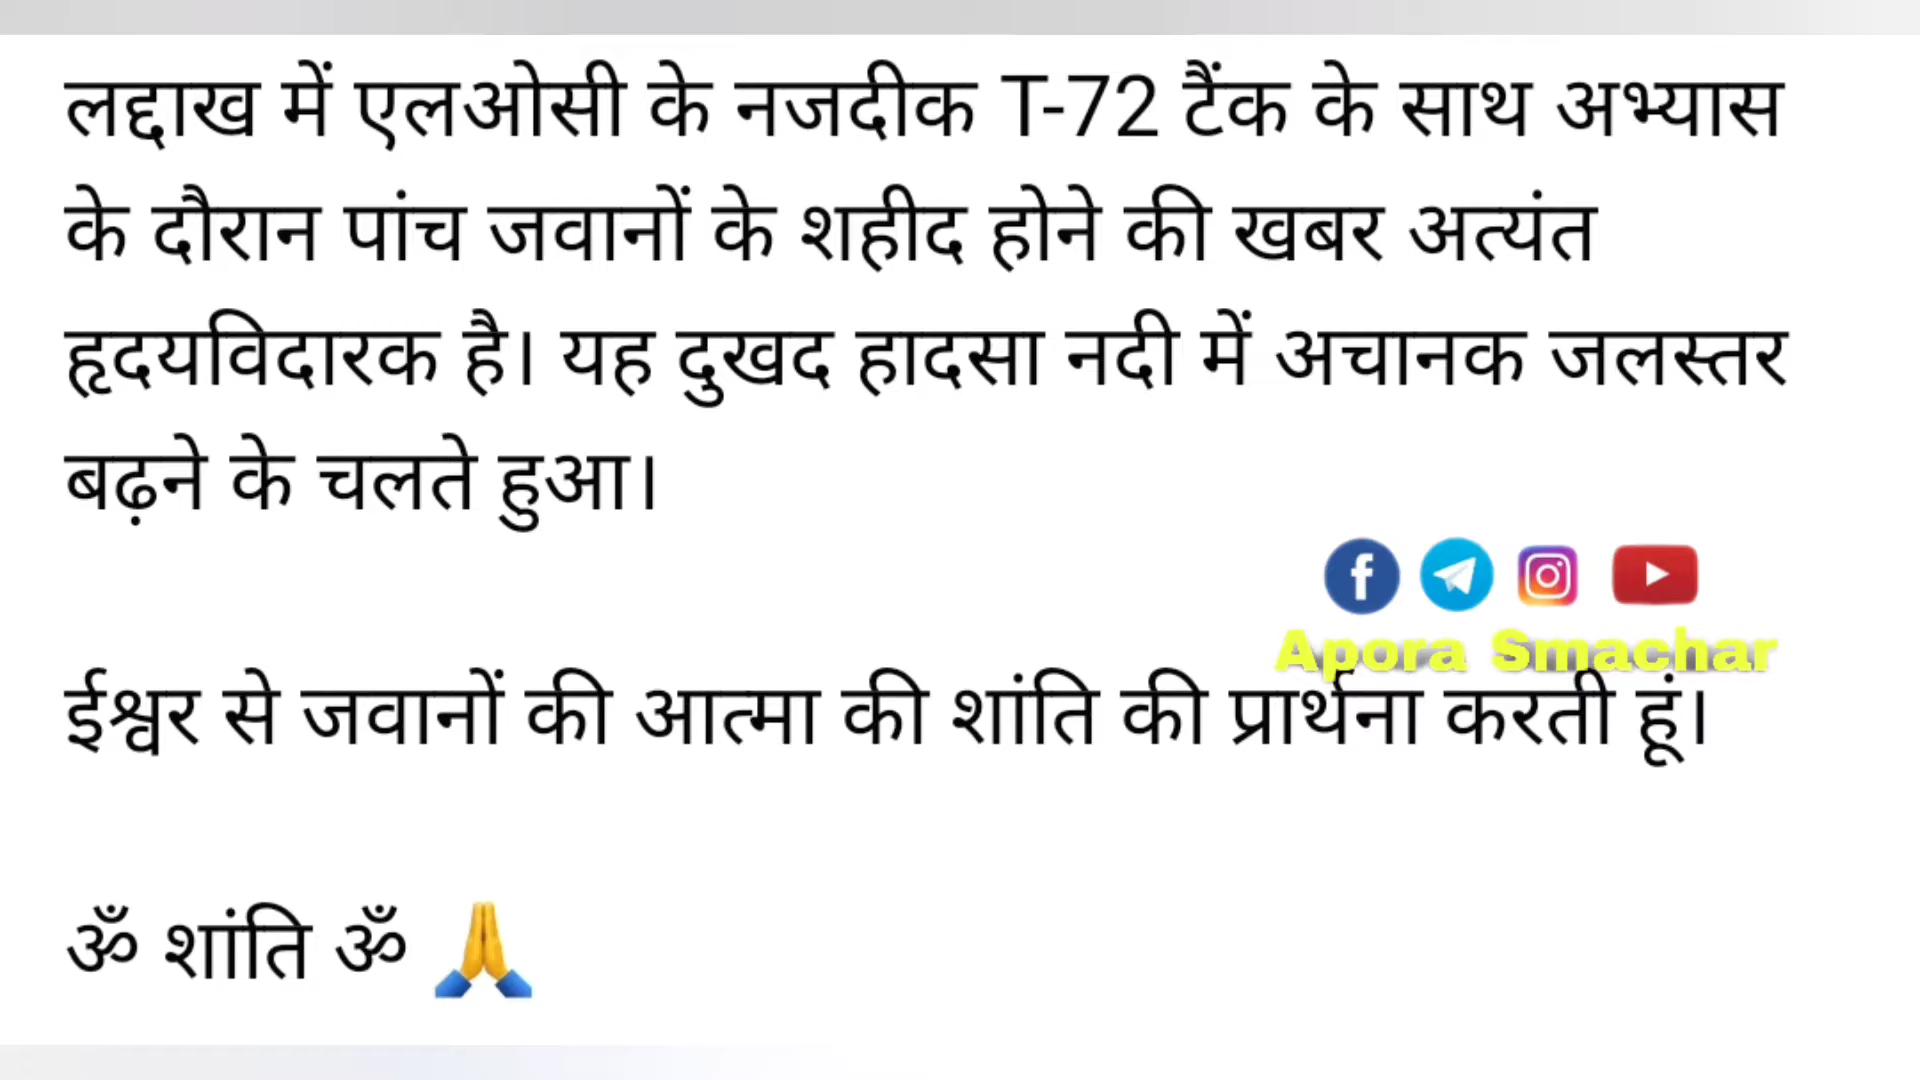 लद्दाख में एलओसी के नजदीक T-72 टैंक के साथ अभ्यास
के दौरान पांच जवानों के शहीद होने की खबर अत्यंत
हृदयविदारक है। यह दुखद हादसा नदी में अचानक जलस्तर
बढ़ने के चलते हुआ।
Apora Smachar
ईश्वर से जवानों की आत्मा की शांति की प्रार्थना करती हूं।
ॐ शांति ॐ 🙏